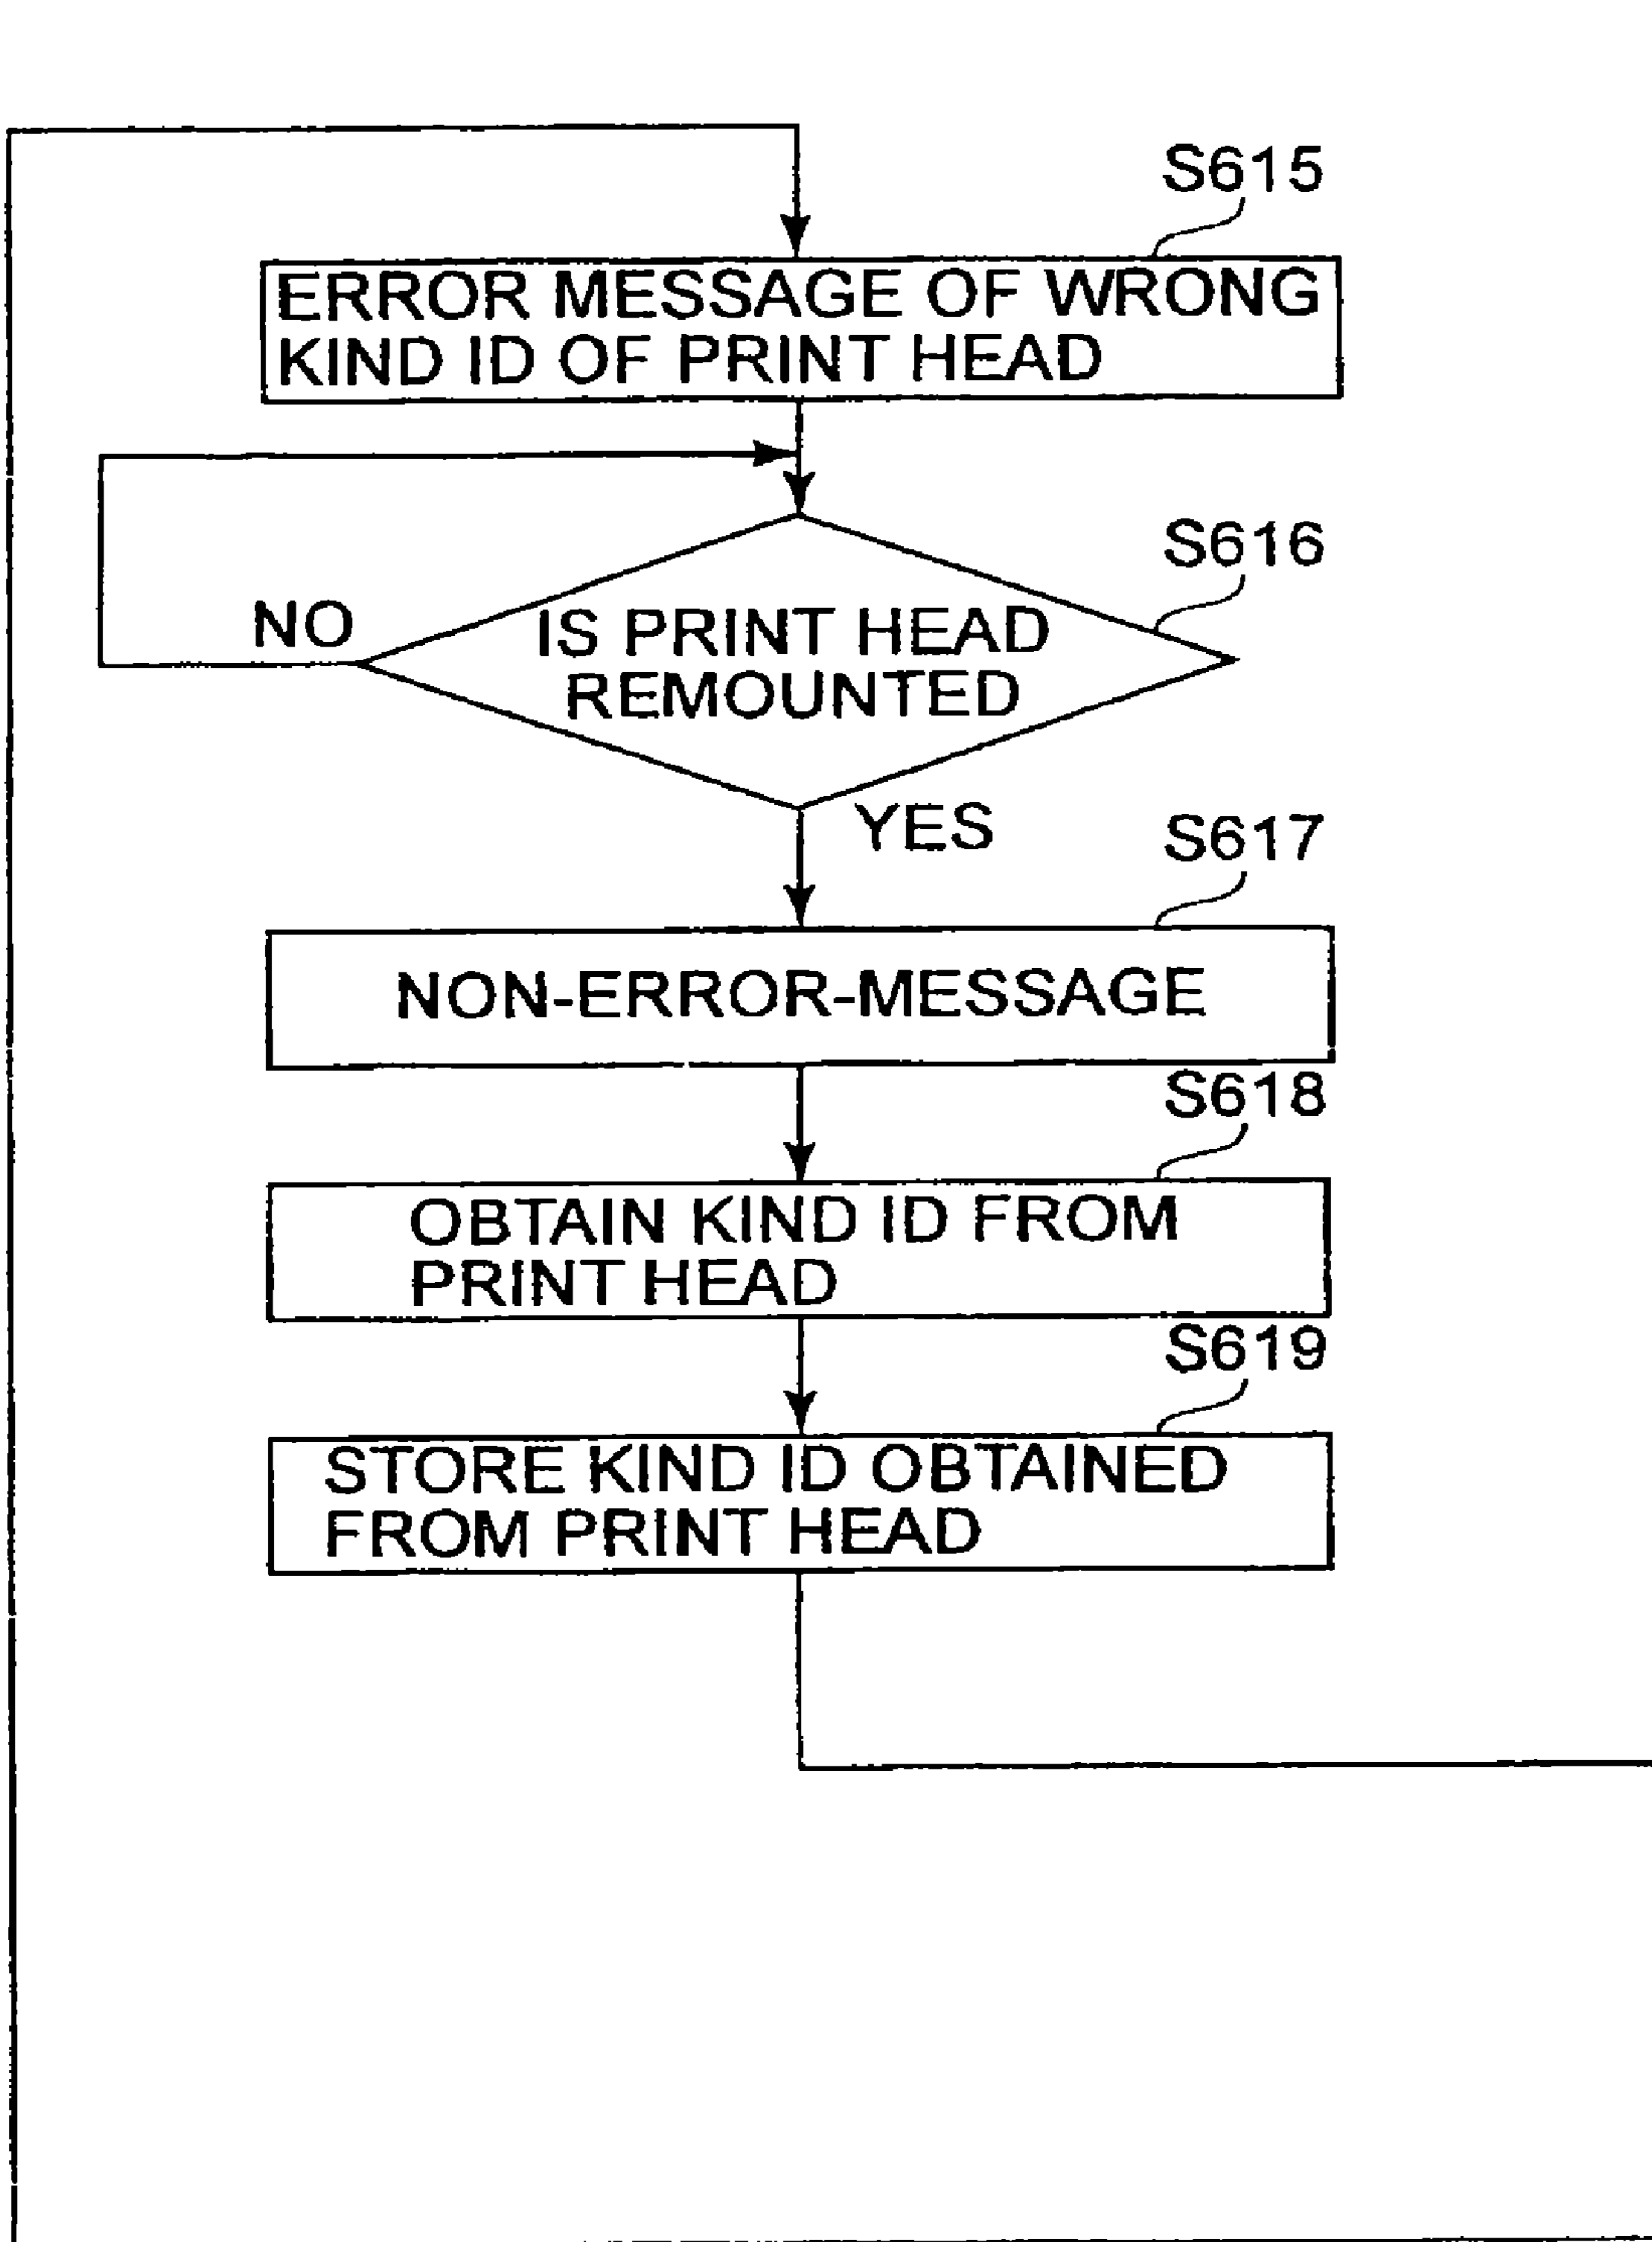 S615
ERROR MESSAGE OF WRONG
KIND ID OF PRINT HEAD
S616
NO
IS PRINT HEAD
REMOUNTED
YES
S617
NON-ERROR-MESSAGE
S618
OBTAIN KIND ID FROM
PRINT HEAD
S619
STORE KIND ID OBTAINED
FROM PRINT HEAD